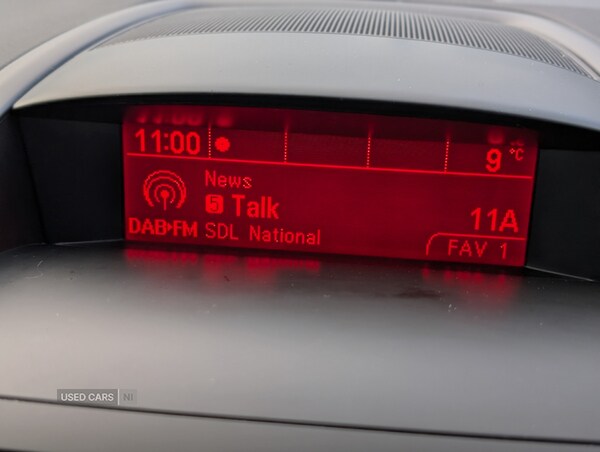 11:00
9 °C
News
5 Talk
11A
DAB▸FM SDL National
FAV 1
USED CARS NI